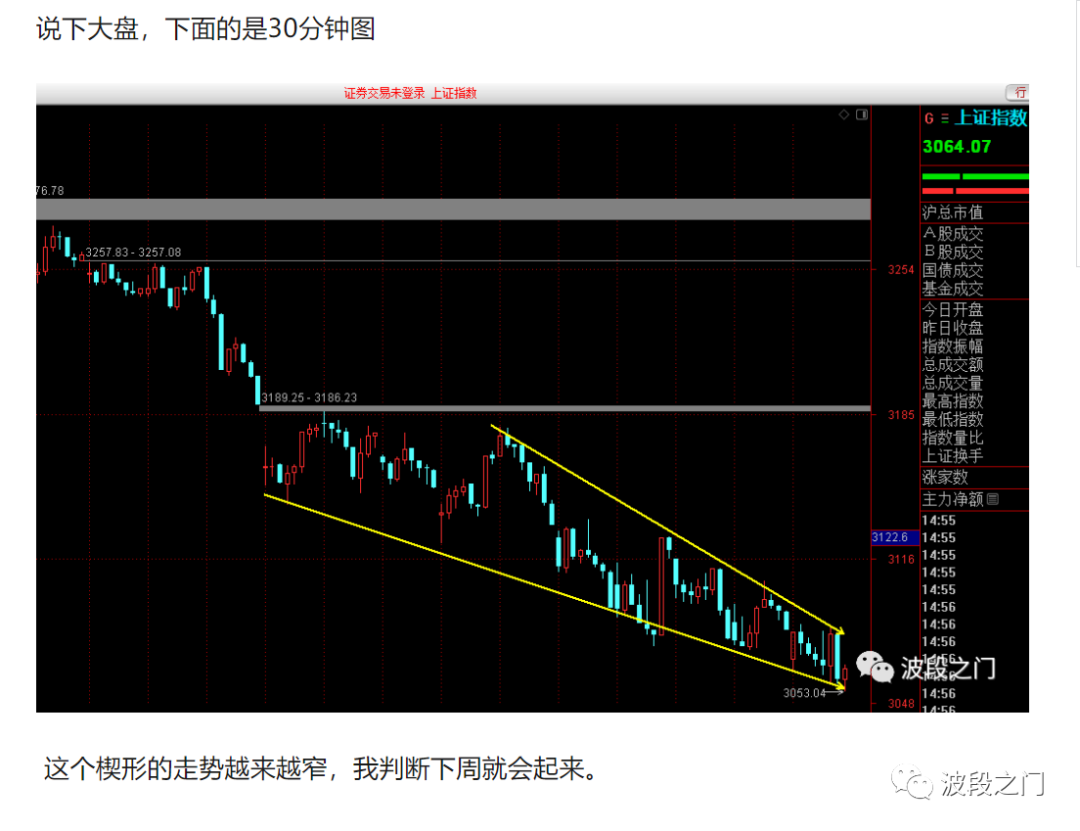 说下大盘，下面的是30分钟图
证券交易未登录 上证指数
行
G 上证指数
3064.07
76.78
沪总市值
A股成交
3257.83 - 3257.08
B股成交
3254
国债成交
基金成交
今日开盘
昨日收盘
指数振幅
总成交额
总成交量
3189.25 - 3186.23
最高指数
3185
最低指数
指数量比
上证换手
涨家数
主力净额
14:55
3122.6
14:55
3116
14:55
14:55
14:55
14:56
14:56
14:56
14:56
波段之门
14:56
3053.04
14:56
3048
14:56
这个楔形的走势越来越窄，我判断下周就会起来。
波段之门